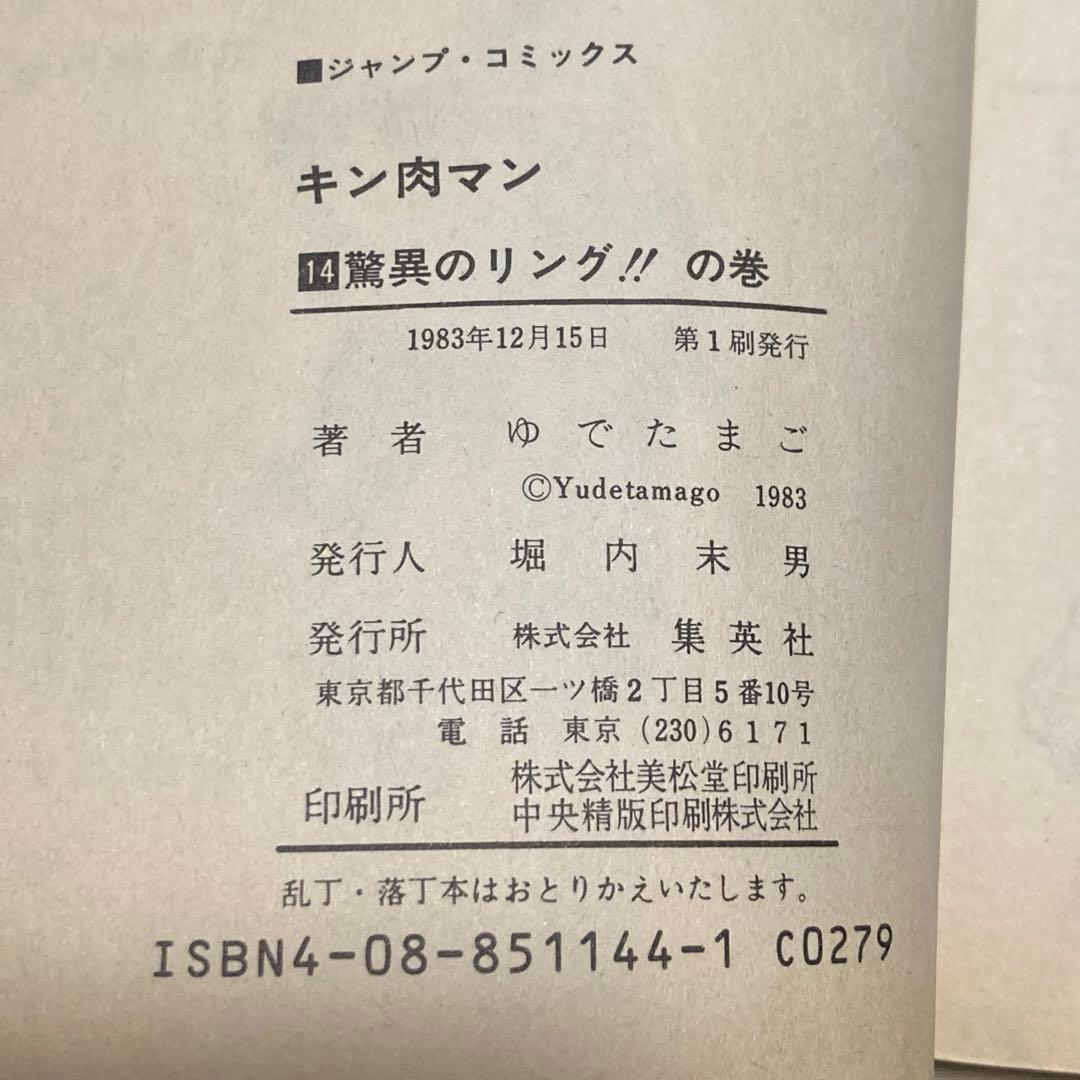 ■ジャンプ・コミックス
キン肉マン
14驚異のリング!! の巻
1983年12月15日　第1刷発行
著者　ゆでたまご
©Yudetamago 1983
発行人　堀内末男
発行所　株式会社 集英社
東京都千代田区一ツ橋2丁目5番10号
電話　東京(230)6171
印刷所　株式会社美松堂印刷所
中央精版印刷株式会社
乱丁・落丁本はおとりかえいたします。
ISBN4-08-851144-1 C0279